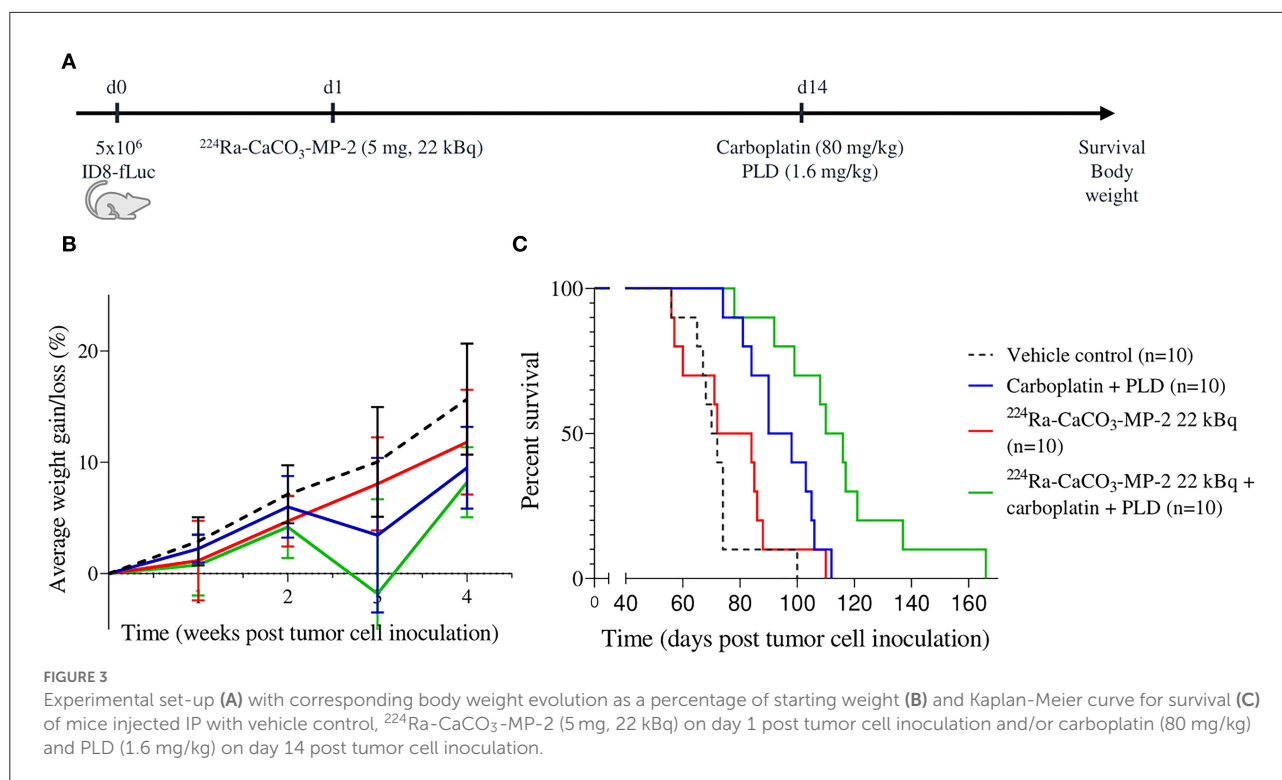 A
d0
d1
d14
5x10⁶
ID8-fLuc
²²⁴Ra-CaCO₃-MP-2 (5 mg, 22 kBq)
Carboplatin (80 mg/kg)
PLD (1.6 mg/kg)
Survival
Body
weight
B
Average weight gain/loss (%)
20
10
0
2
4
Time (weeks post tumor cell inoculation)
C
Percent survival
100
50
0
0 40 60 80 100 120 140 160
Time (days post tumor cell inoculation)
Vehicle control (n=10)
Carboplatin + PLD (n=10)
²²⁴Ra-CaCO₃-MP-2 22 kBq
(n=10)
²²⁴Ra-CaCO₃-MP-2 22 kBq +
carboplatin + PLD (n=10)
FIGURE 3
Experimental set-up (A) with corresponding body weight evolution as a percentage of starting weight (B) and Kaplan-Meier curve for survival (C)
of mice injected IP with vehicle control, ²²⁴Ra-CaCO₃-MP-2 (5 mg, 22 kBq) on day 1 post tumor cell inoculation and/or carboplatin (80 mg/kg)
and PLD (1.6 mg/kg) on day 14 post tumor cell inoculation.